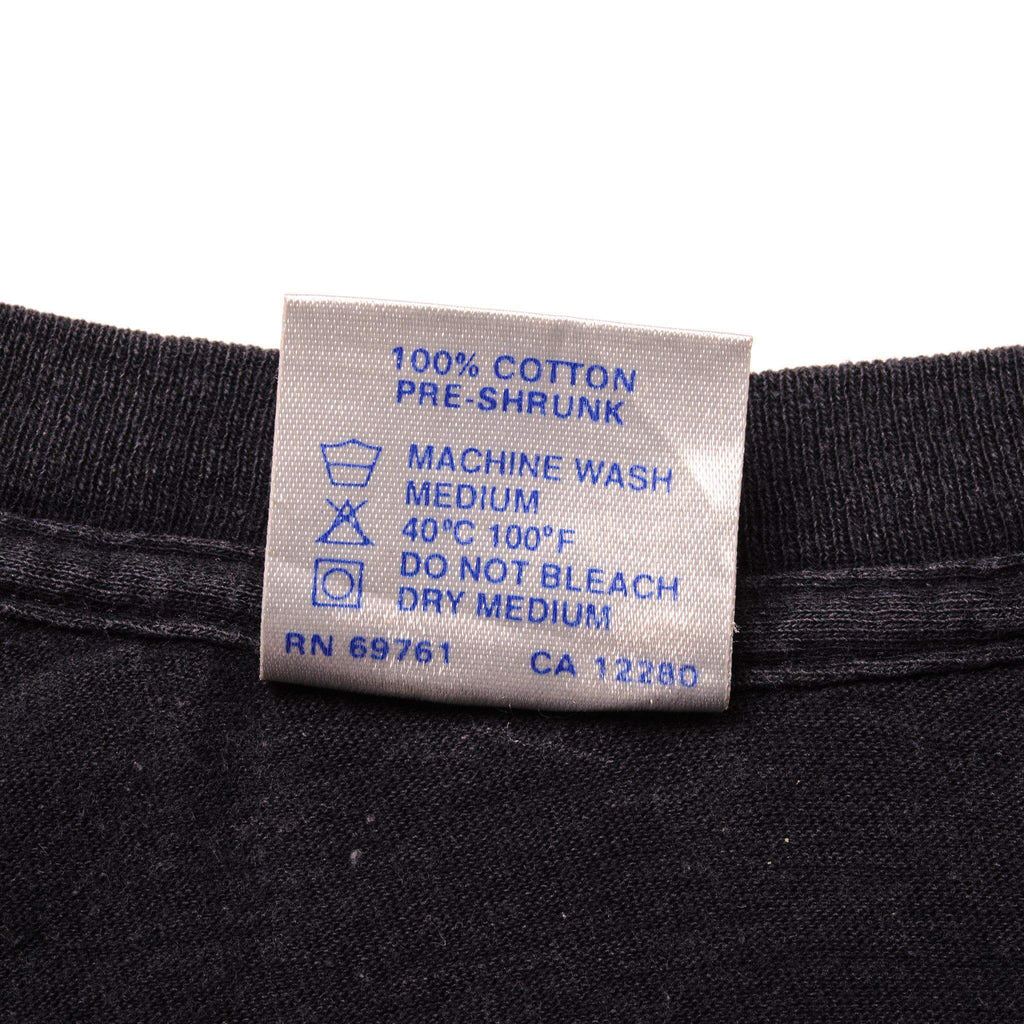 100% COTTON
PRE-SHRUNK
MACHINE WASH
MEDIUM
40°C 100°F
DO NOT BLEACH
DRY MEDIUM
RN 69761 CA 12280